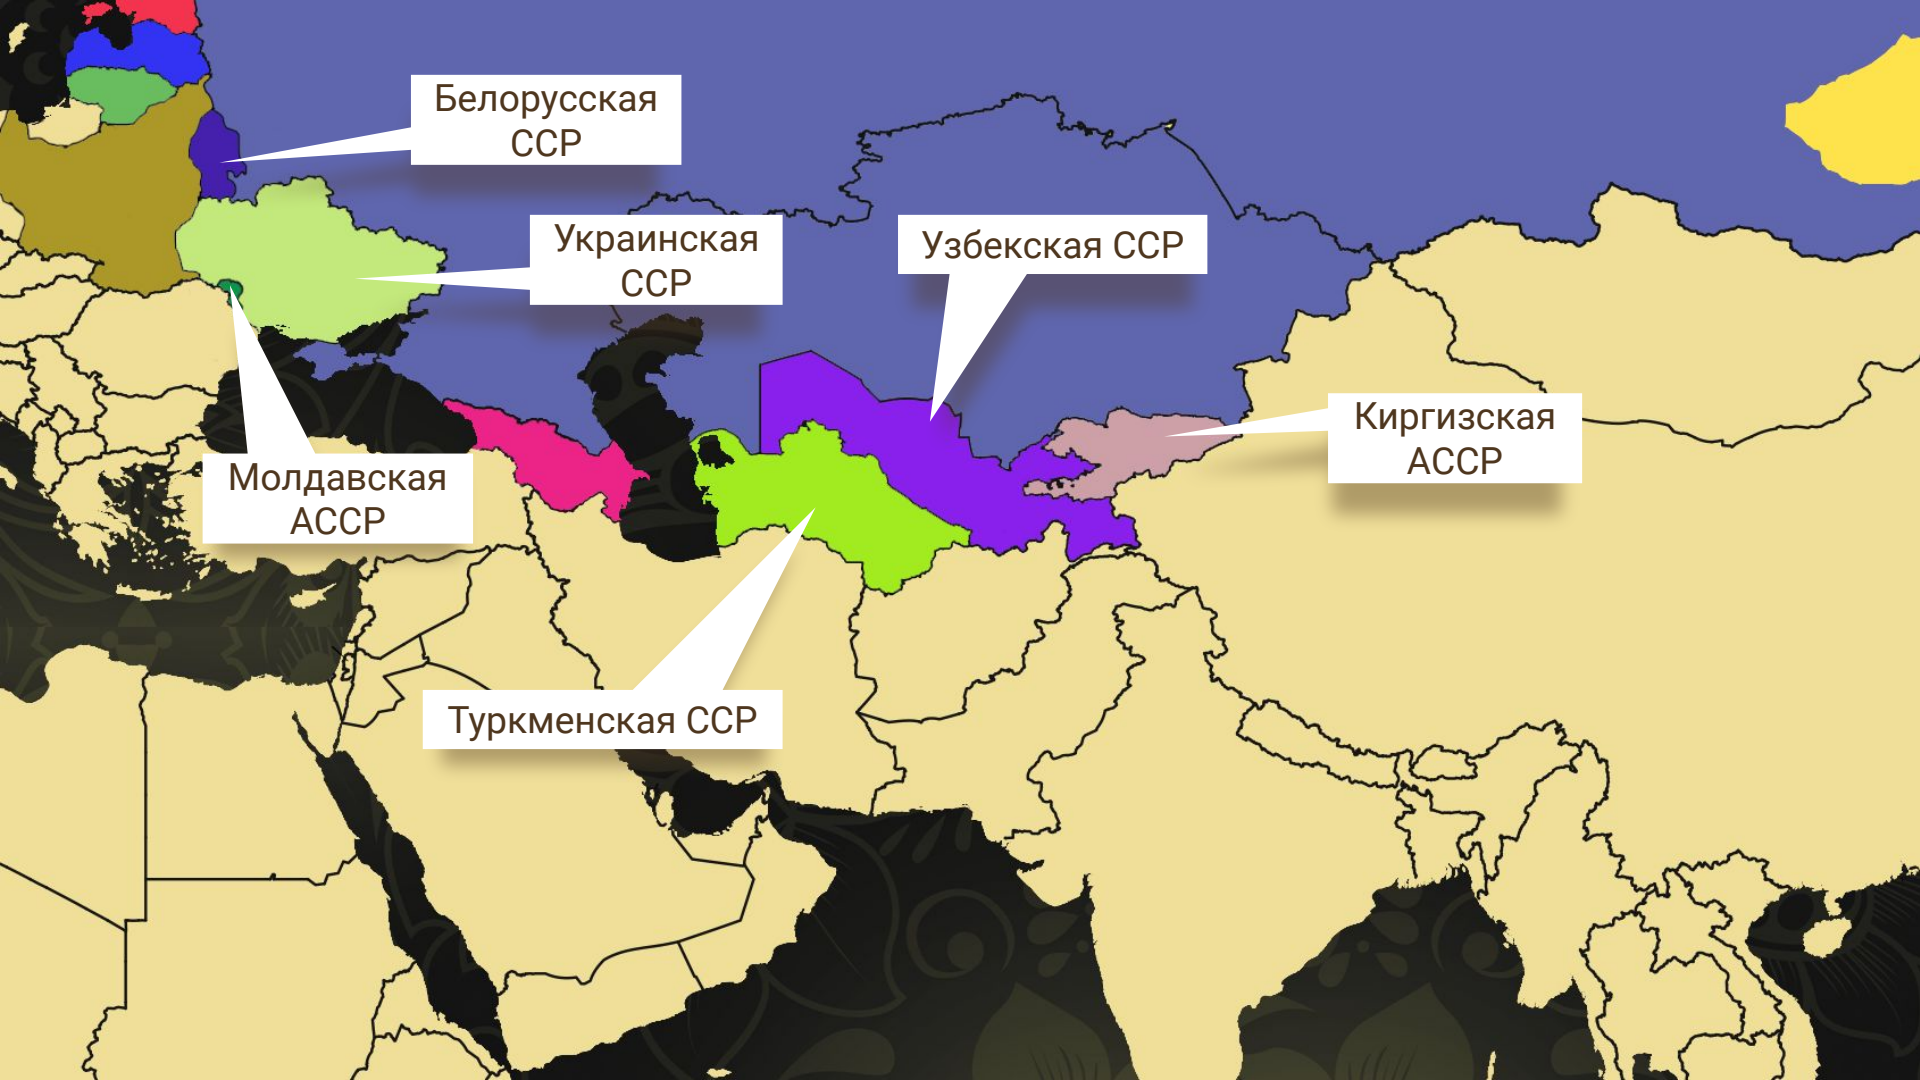 Белорусская
ССР
Украинская
ССР
Узбекская ССР
Киргизская
АССР
Молдавская
АССР
Туркменская ССР